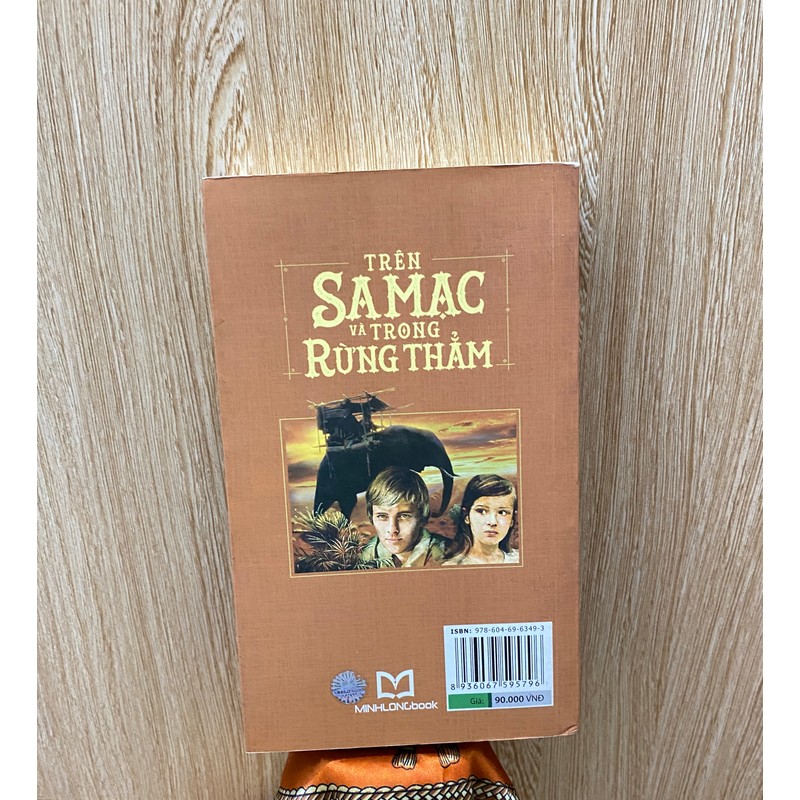 TRÊN
SA MẠC
VÀ TRONG
RỪNG THẲM
ISBN: 978-604-69-6349-3
8 936067 595796
Giá: 90.000 VNĐ
MINHLONGbook